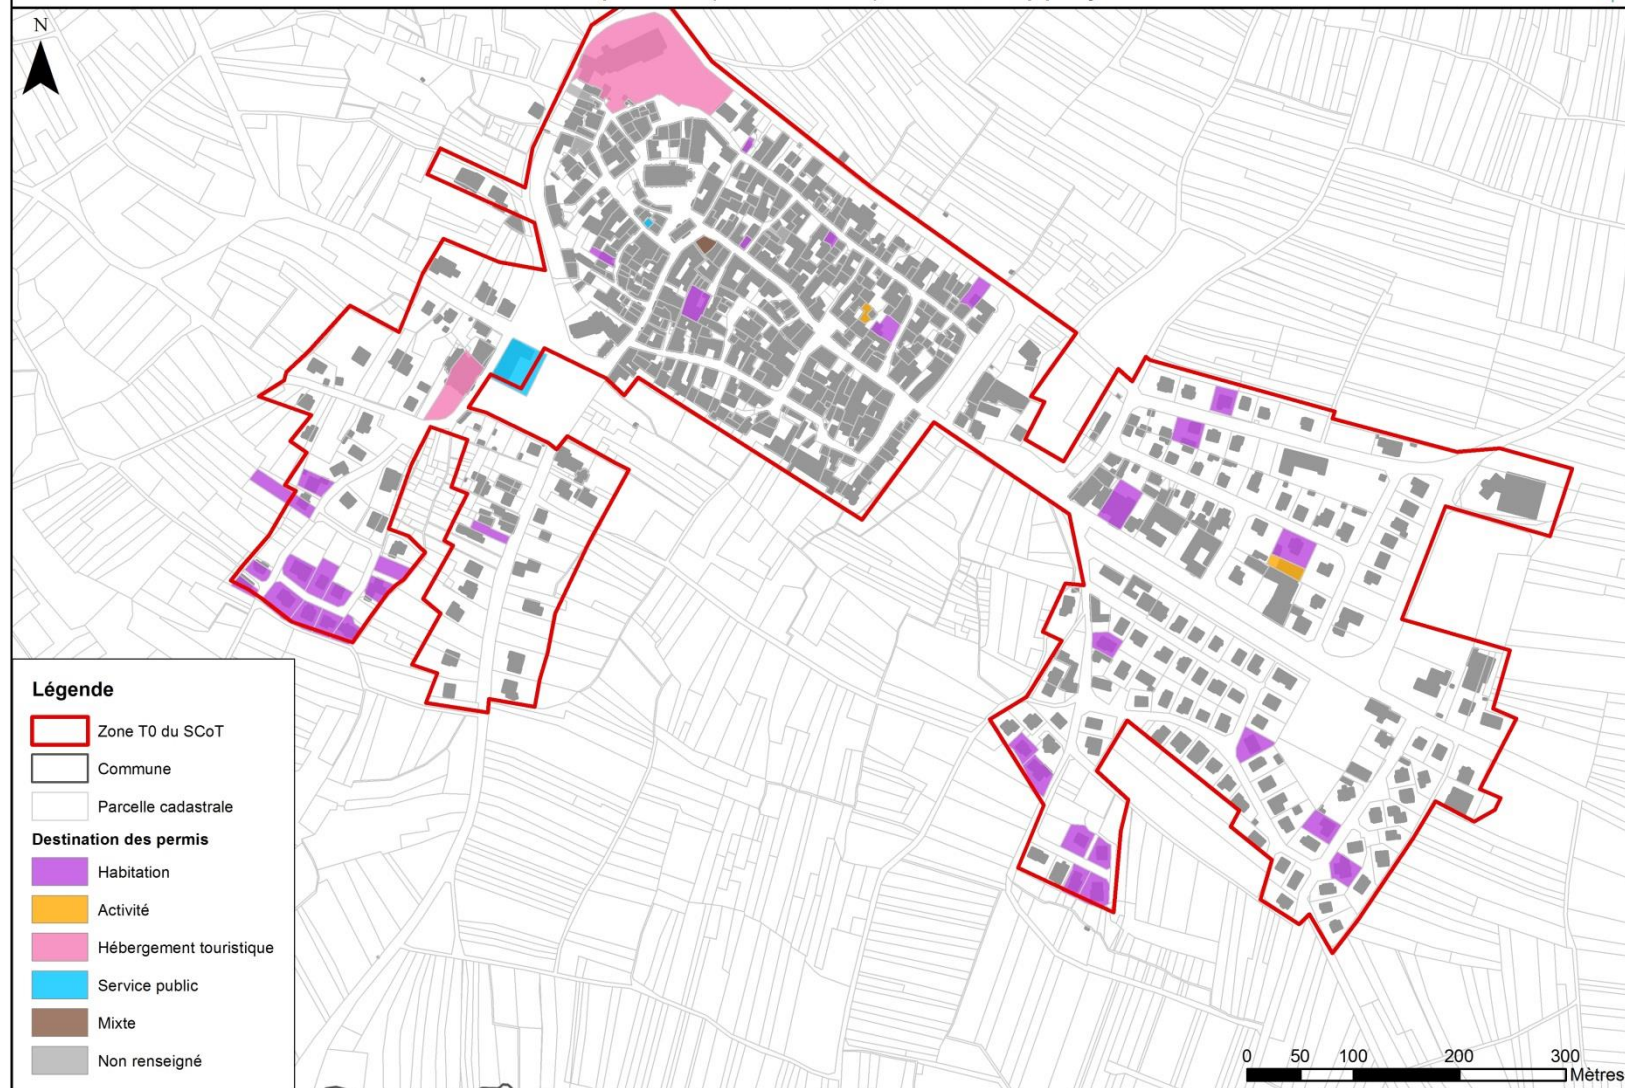 N
Légende
Zone T0 du SCoT
Commune
Parcelle cadastrale
Destination des permis
Habitation
Activité
Hébergement touristique
Service public
Mixte
Non renseigné
0 50 100 200 300
Mètres